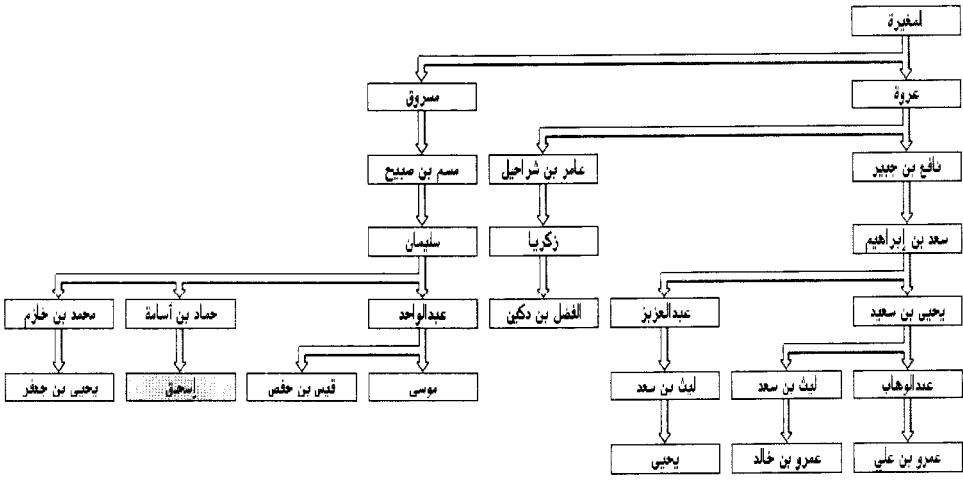 لمغيرة
عروة
مسروق
نافع بن جبير
عامر بن شراحيل
مسم بن صبيح
سعد بن إبراهيم
زكريا
سليمان
يحيى بن سعيد
عبدالعزيز
الفضل بن دكين
عبدالواحد
حماد بن أسامة
محمد بن خازم
عبدالوهاب
ليث بن سعد
ليث بن سعد
موسى
قيس بن حفص
إسحق
يحيى بن جعفر
عمرو بن علي
عمرو بن خالد
يحيى